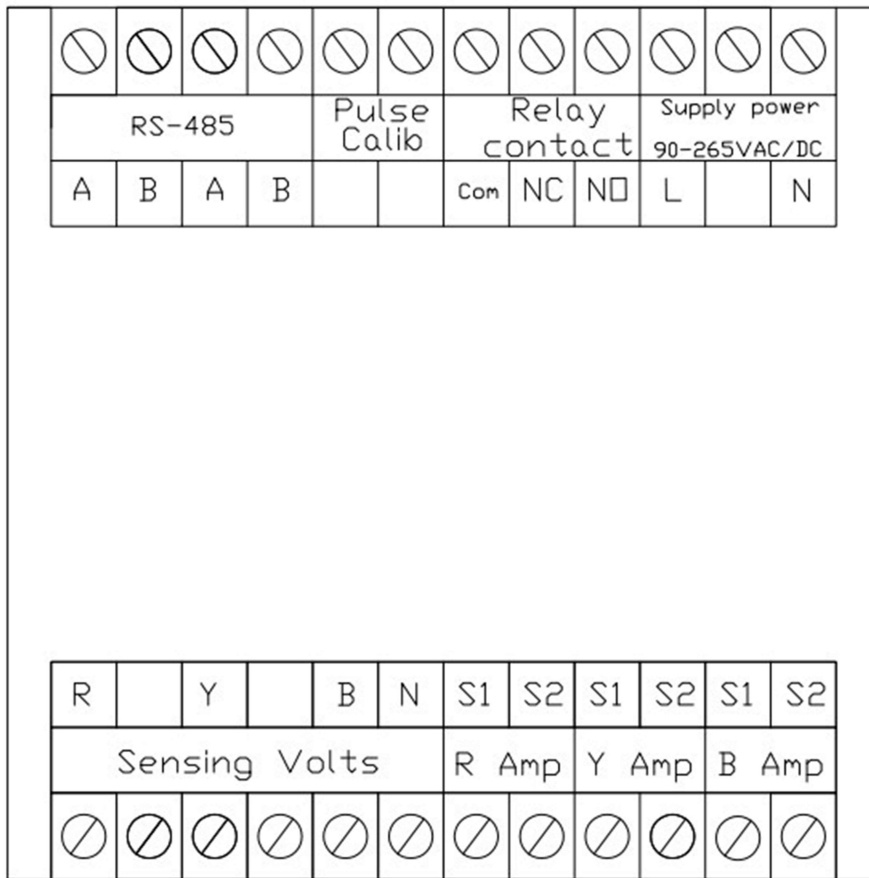 RS-485 Pulse Calib Relay contact Supply power 90-265VAC/DC
A B A B Com NC NO L N
R Y B N S1 S2 S1 S2 S1 S2
Sensing Volts R Amp Y Amp B Amp